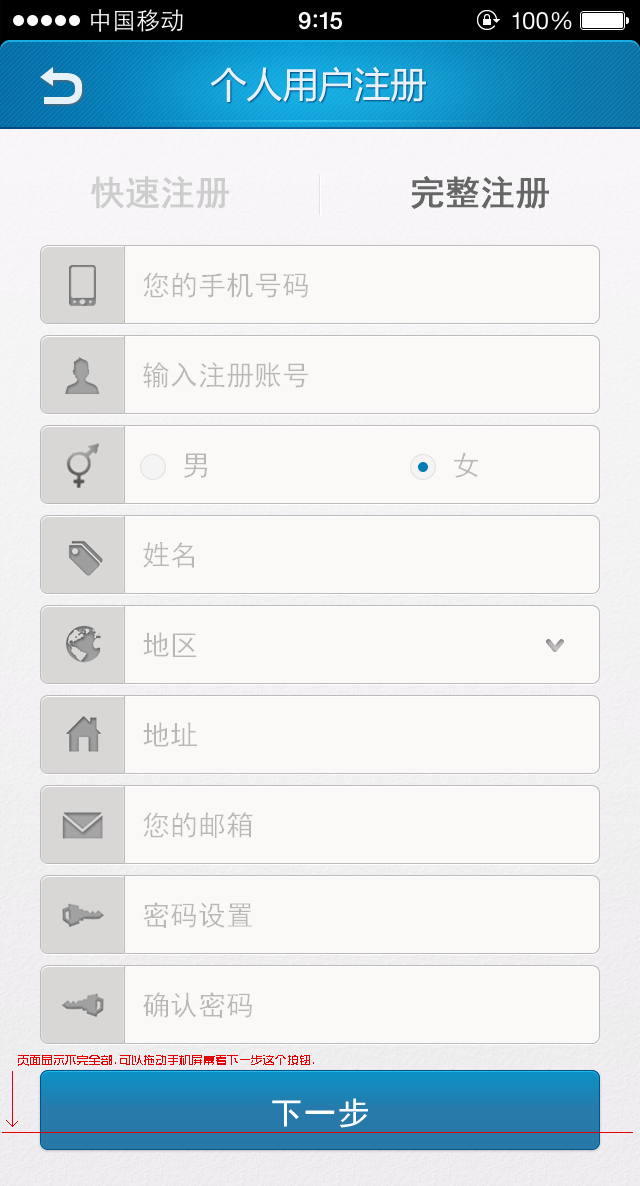 中国移动 9:15 100%
个人用户注册
快速注册 完整注册
您的手机号码
输入注册账号
男 女
姓名
地区
地址
您的邮箱
密码设置
确认密码
页面显示不完全部,可以拖动手机屏幕看下一步这个按钮.
下一步